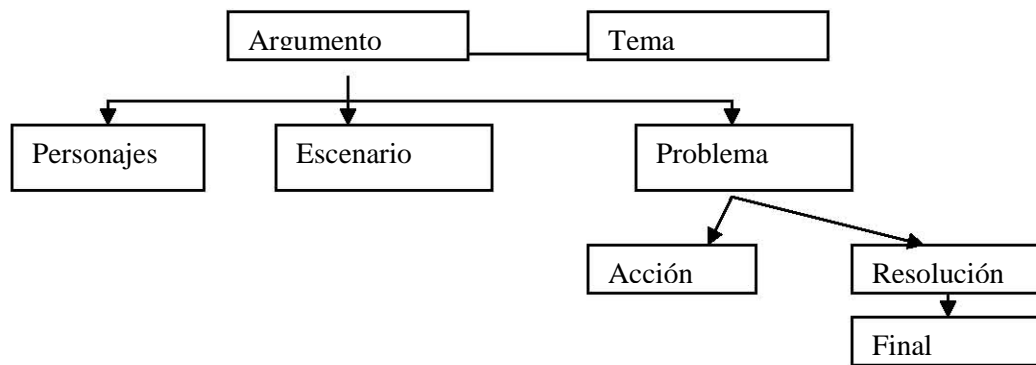 Argumento
Tema
Personajes
Escenario
Problema
Acción
Resolución
Final